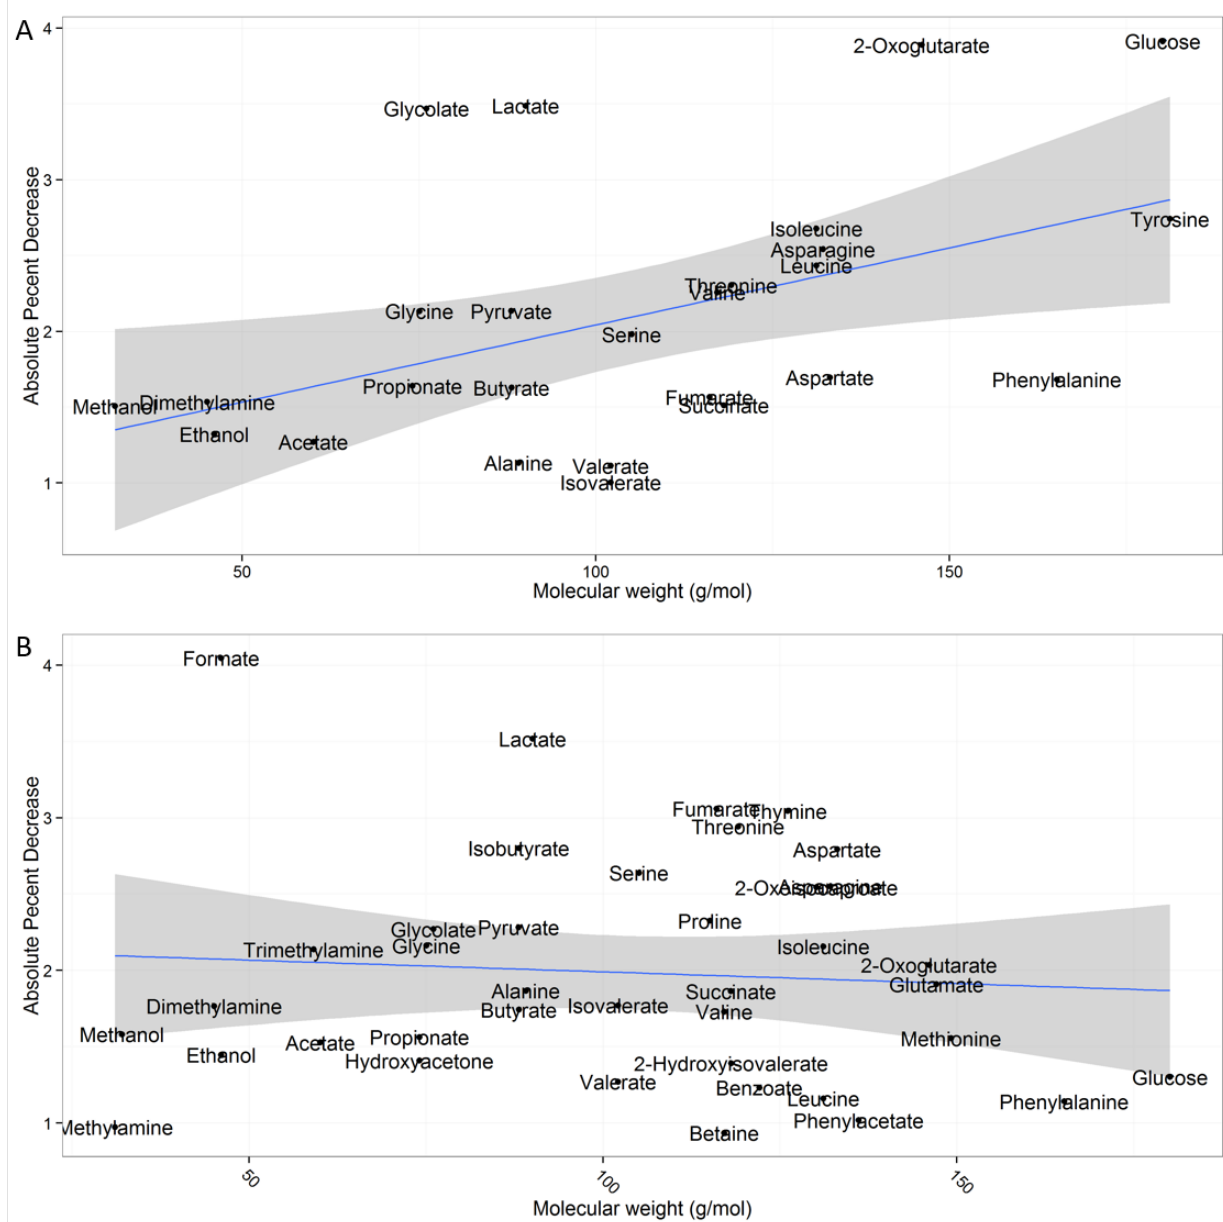 A
4
2-Oxoglutarate
Glucose
Glycolate
Lactate
3
Isoleucine
Tyrosine
Asparagine
Leucine
Threonine
Valine
Glycine
Pyruvate
2
Serine
Propionate
Butyrate
Aspartate
Phenylalanine
Methanol
Dimethylamine
Fumarate
Succinate
Ethanol
Acetate
Alanine
Valerate
Isovalerate
1
Absolute Pecent Decrease
50
100
150
Molecular weight (g/mol)
B
4
Formate
Lactate
3
Fumarate
Thymine
Threonine
Isobutyrate
Aspartate
Serine
2-Oxoisocaproate
Asparagine
Proline
Glycolate
Pyruvate
Trimethylamine
Glycine
Isoleucine
2
2-Oxoglutarate
Glutamate
Alanine
Succinate
Dimethylamine
Butyrate
Isovalerate
Valine
Methanol
Acetate
Propionate
Methionine
Ethanol
Hydroxyacetone
2-Hydroxyisovalerate
Valerate
Benzoate
Glucose
Leucine
Phenylalanine
1
Methylamine
Betaine
Phenylacetate
Absolute Pecent Decrease
50
100
150
Molecular weight (g/mol)